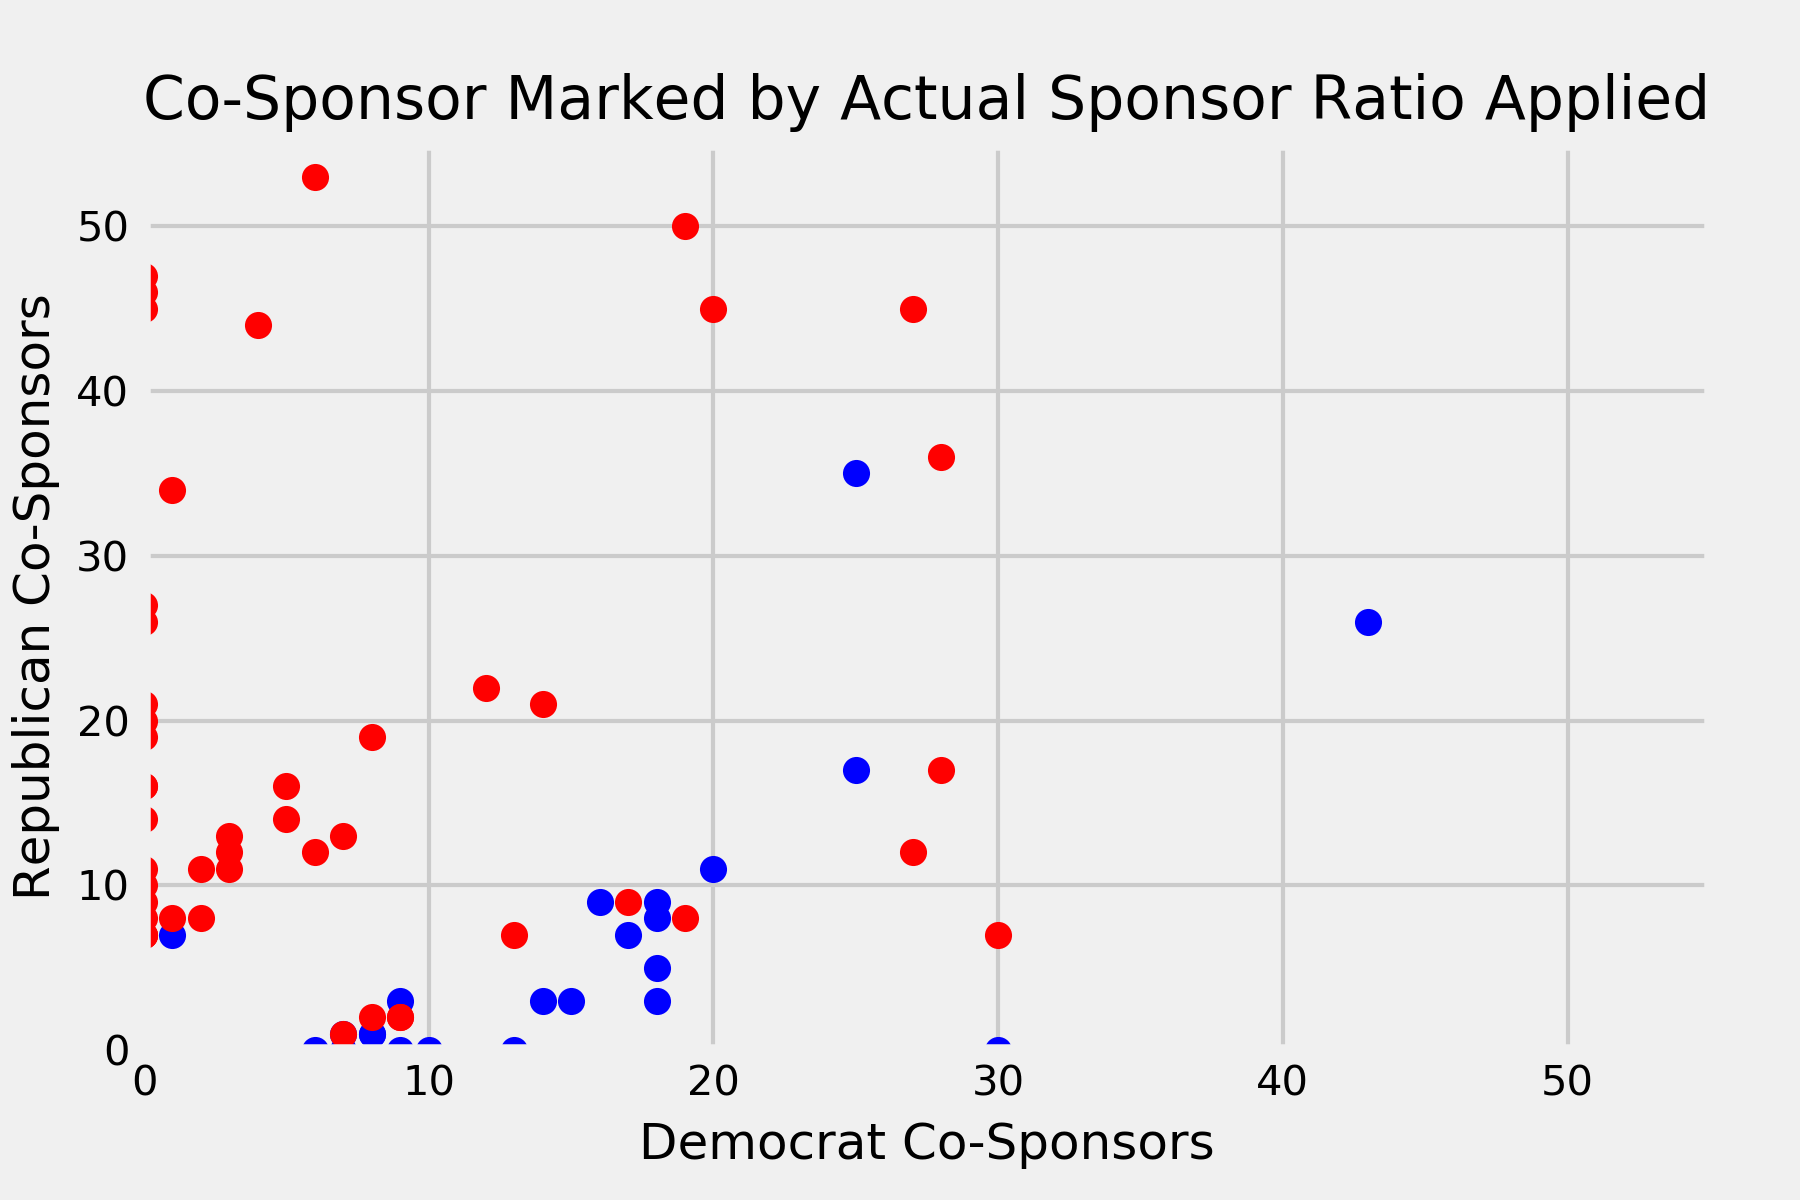 Co-Sponsor Marked by Actual Sponsor Ratio Applied
Republican Co-Sponsors
50
40
30
20
10
0
0 10 20 30 40 50
Democrat Co-Sponsors